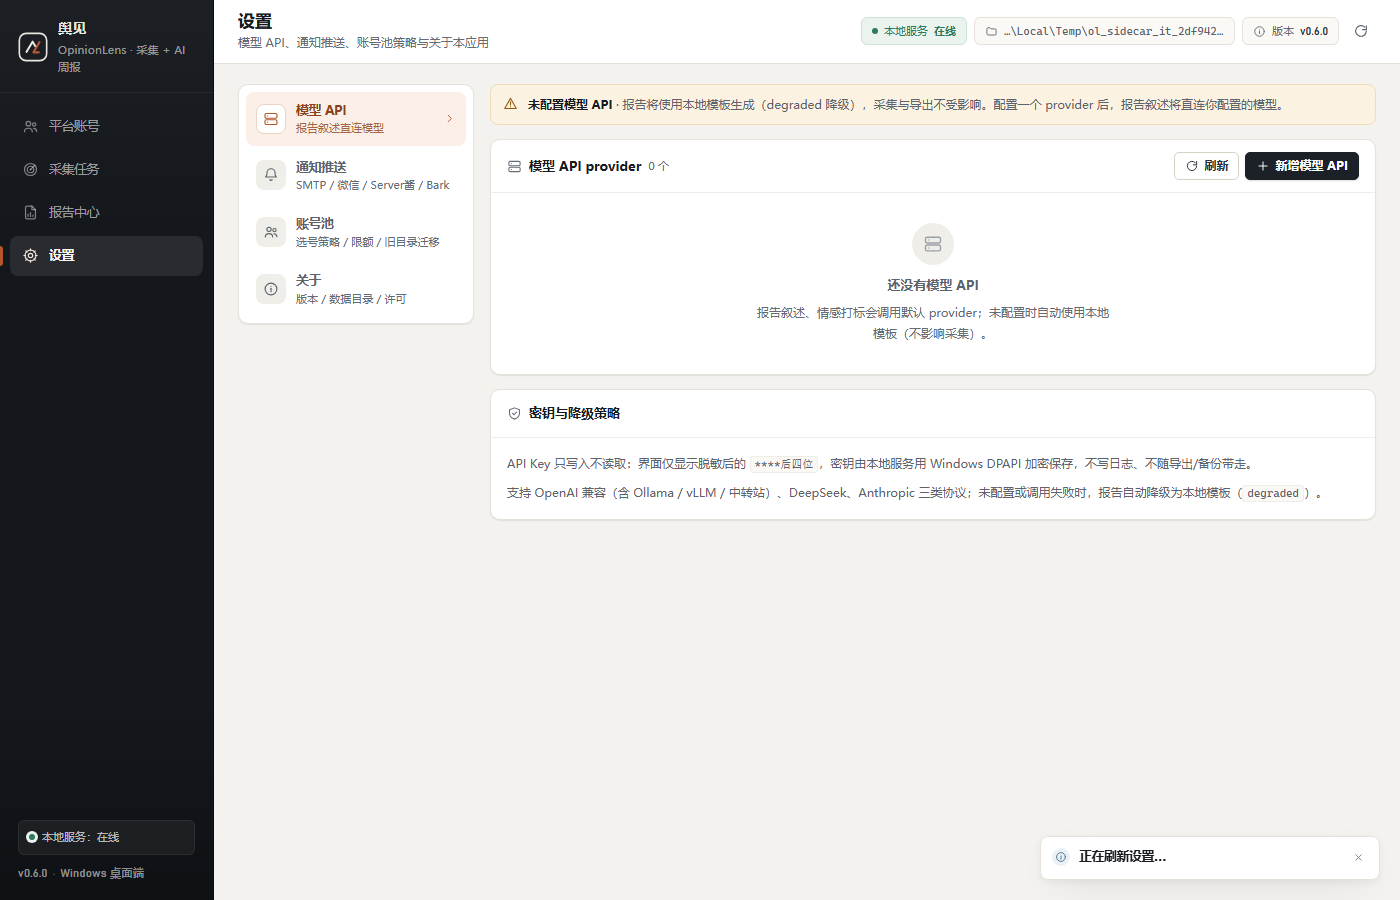 舆见
OpinionLens · 采集 + AI
周报
平台账号
采集任务
报告中心
设置
本地服务：在线
v0.6.0 · Windows 桌面端
设置
模型 API、通知推送、账号池策略与关于本应用
本地服务 在线
…\Local\Temp\ol_sidecar_it_2df942…
版本 v0.6.0
模型 API
报告叙述直连模型
通知推送
SMTP / 微信 / Server酱 / Bark
账号池
选号策略 / 限额 / 旧目录迁移
关于
版本 / 数据目录 / 许可
未配置模型 API · 报告将使用本地模板生成（degraded 降级），采集与导出不受影响。配置一个 provider 后，报告叙述将直连你配置的模型。
模型 API provider 0 个
刷新
新增模型 API
还没有模型 API
报告叙述、情感打标会调用默认 provider；未配置时自动使用本地
模板（不影响采集）。
密钥与降级策略
API Key 只写入不读取：界面仅显示脱敏后的 ****后四位，密钥由本地服务用 Windows DPAPI 加密保存，不写日志、不随导出/备份带走。
支持 OpenAI 兼容（含 Ollama / vLLM / 中转站）、DeepSeek、Anthropic 三类协议；未配置或调用失败时，报告自动降级为本地模板（degraded）。
正在刷新设置…